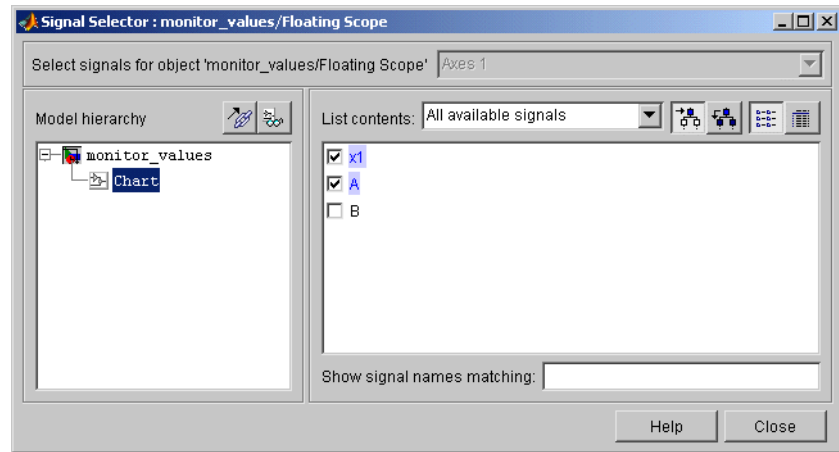 Signal Selector : monitor_values/Floating Scope
Select signals for object 'monitor_values/Floating Scope' Axes 1
Model hierarchy
List contents: All available signals
monitor_values
Chart
x1
A
B
Show signal names matching:
Help Close